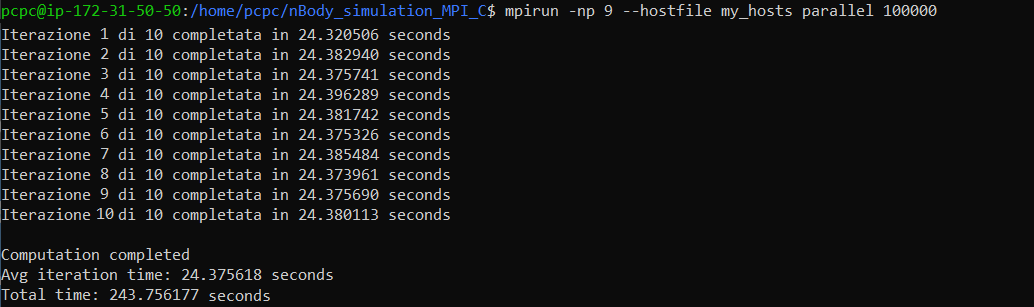 pcpc@ip-172-31-50-50:/home/pcpc/nBody_simulation_MPI_C$ mpirun -np 9 --hostfile my_hosts parallel 100000
Iterazione 1 di 10 completata in 24.320506 seconds
Iterazione 2 di 10 completata in 24.382940 seconds
Iterazione 3 di 10 completata in 24.375741 seconds
Iterazione 4 di 10 completata in 24.396289 seconds
Iterazione 5 di 10 completata in 24.381742 seconds
Iterazione 6 di 10 completata in 24.375326 seconds
Iterazione 7 di 10 completata in 24.385484 seconds
Iterazione 8 di 10 completata in 24.373961 seconds
Iterazione 9 di 10 completata in 24.375690 seconds
Iterazione 10 di 10 completata in 24.380113 seconds
Computation completed
Avg iteration time: 24.375618 seconds
Total time: 243.756177 seconds